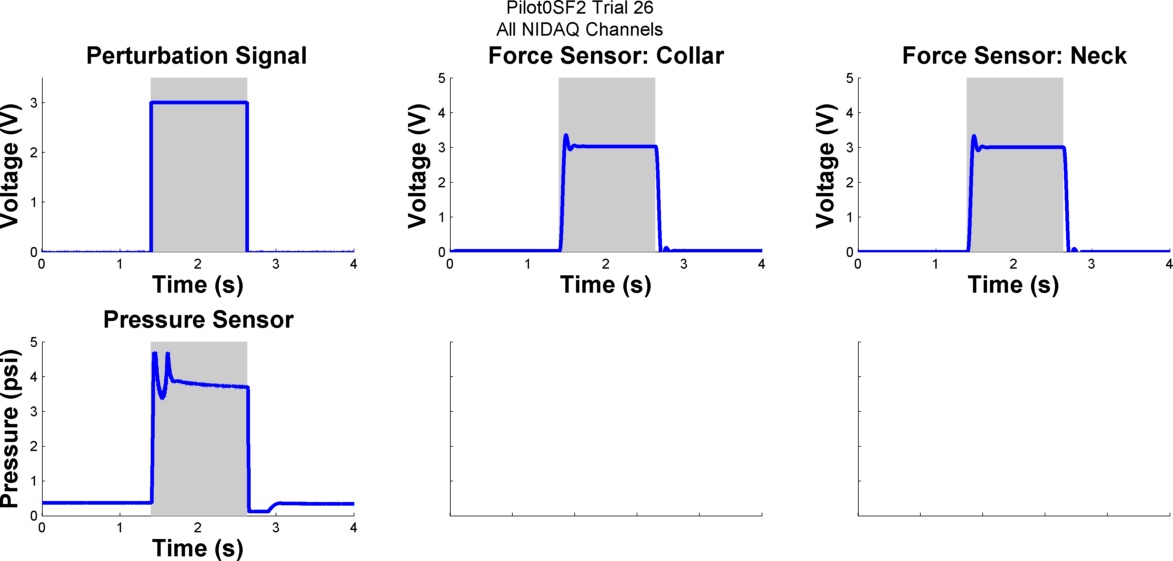 Pilot0SF2 Trial 26
All NIDAQ Channels
Perturbation Signal
Voltage (V)
3
2
1
0
0 1 2 3 4
Time (s)
Force Sensor: Collar
Voltage (V)
5
4
3
2
1
0
0 1 2 3 4
Time (s)
Force Sensor: Neck
Voltage (V)
5
4
3
2
1
0
0 1 2 3 4
Time (s)
Pressure Sensor
Pressure (psi)
5
4
3
2
1
0
0 1 2 3 4
Time (s)